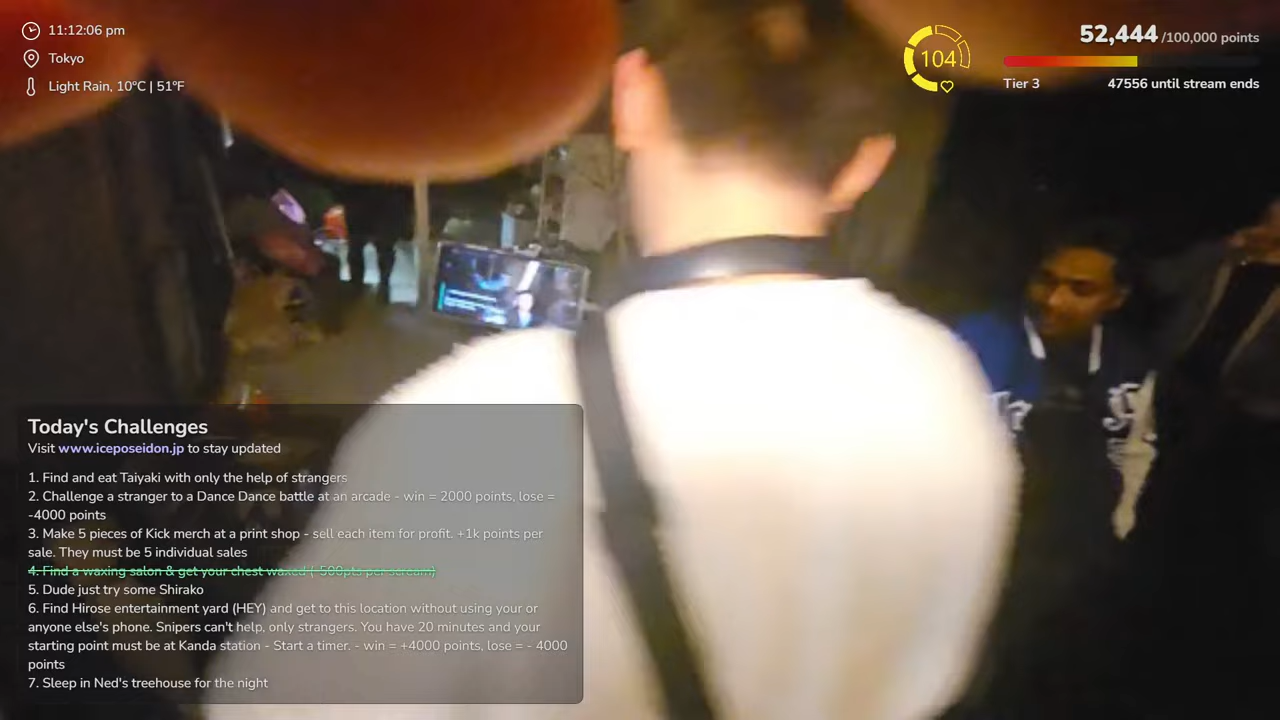 11:12:06 pm
Tokyo
Light Rain, 10°C | 51°F
104
52,444 /100,000 points
Tier 3
47556 until stream ends
Today's Challenges
Visit www.iceposeidon.jp to stay updated
1. Find and eat Taiyaki with only the help of strangers
2. Challenge a stranger to a Dance Dance battle at an arcade - win = 2000 points, lose =
-4000 points
3. Make 5 pieces of Kick merch at a print shop - sell each item for profit. +1k points per
sale. They must be 5 individual sales
4. Find a waxing salon & get your chest waxed (-500pts per scream)
5. Dude just try some Shirako
6. Find Hirose entertainment yard (HEY) and get to this location without using your or
anyone else's phone. Snipers can't help, only strangers. You have 20 minutes and your
starting point must be at Kanda station - Start a timer. - win = +4000 points, lose = - 4000
points
7. Sleep in Ned's treehouse for the night